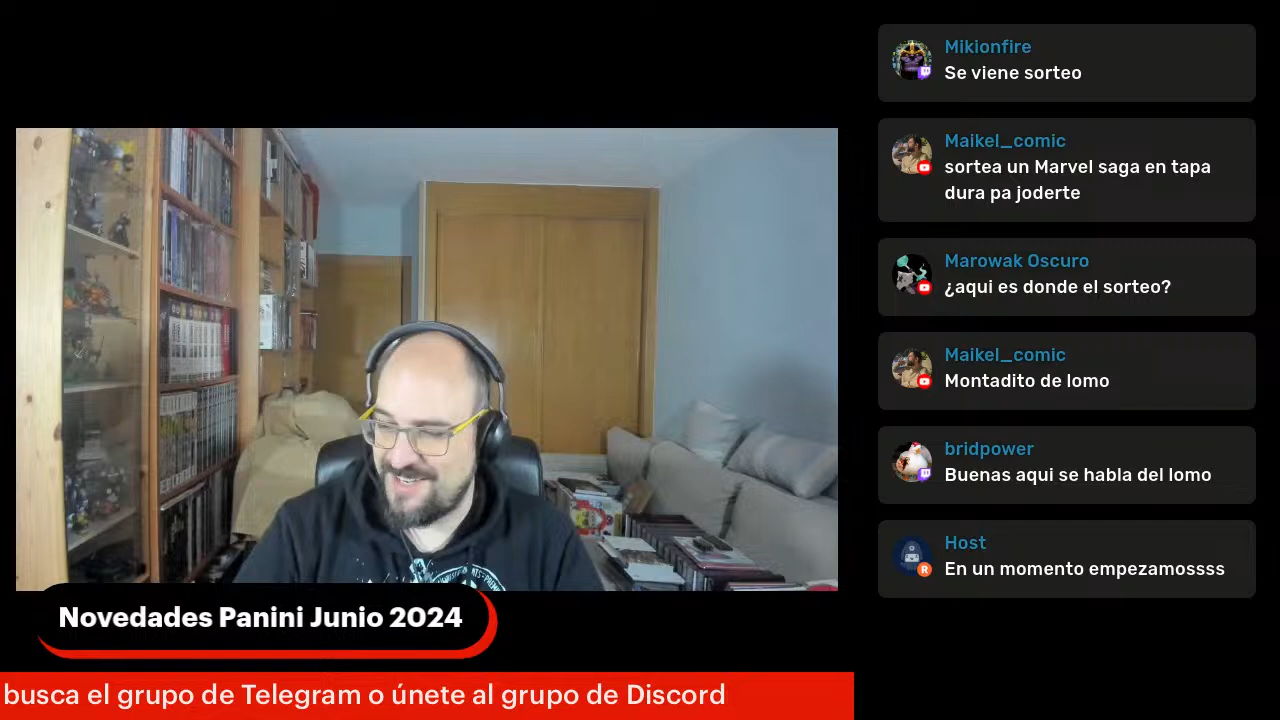 Mikionfire
Se viene sorteo
Maikel_comic
sortea un Marvel saga en tapa
dura pa joderte
Marowak Oscuro
¿aqui es donde el sorteo?
Maikel_comic
Montadito de lomo
bridpower
Buenas aqui se habla del lomo
Host
R
En un momento empezamossss
Novedades Panini Junio 2024
busca el grupo de Telegram o únete al grupo de Discord